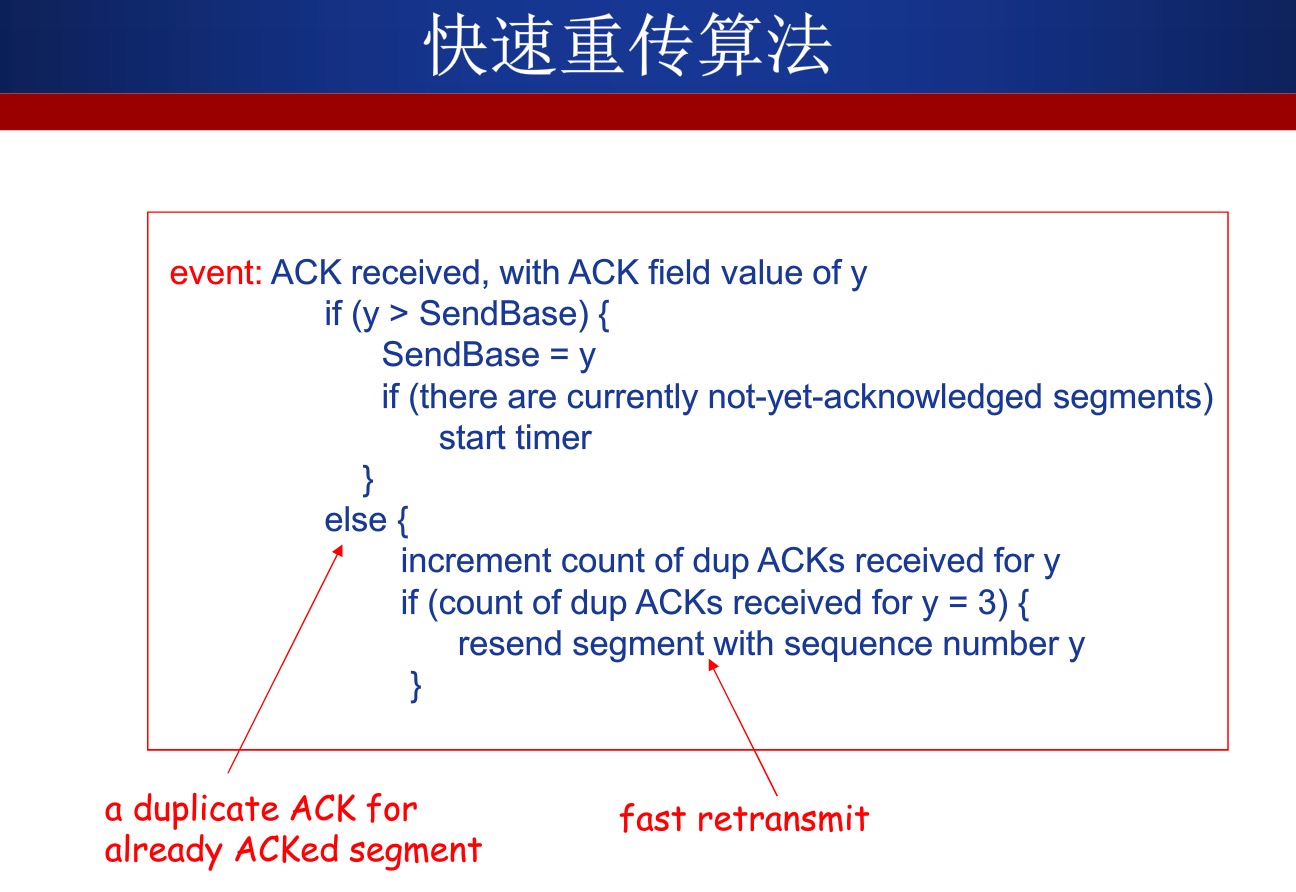 快速重传算法
event: ACK received, with ACK field value of y
if (y > SendBase) {
SendBase = y
if (there are currently not-yet-acknowledged segments)
start timer
}
else {
increment count of dup ACKs received for y
if (count of dup ACKs received for y = 3) {
resend segment with sequence number y
}
a duplicate ACK for
already ACKed segment
fast retransmit